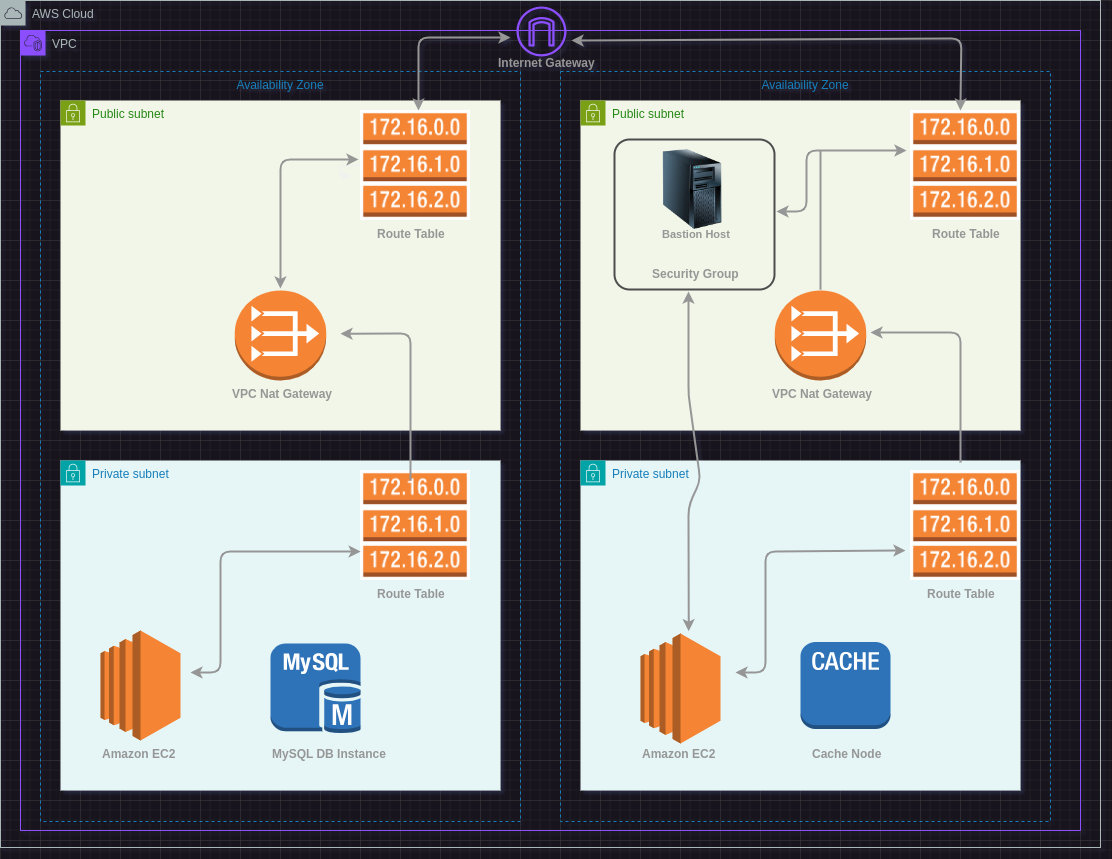 AWS Cloud
VPC
Internet Gateway
Availability Zone
Public subnet
172.16.0.0
172.16.1.0
172.16.2.0
Route Table
VPC Nat Gateway
Private subnet
172.16.0.0
172.16.1.0
172.16.2.0
Route Table
Amazon EC2
MySQL
M
MySQL DB Instance
Availability Zone
Public subnet
Bastion Host
Security Group
172.16.0.0
172.16.1.0
172.16.2.0
Route Table
VPC Nat Gateway
Private subnet
172.16.0.0
172.16.1.0
172.16.2.0
Route Table
Amazon EC2
CACHE
Cache Node